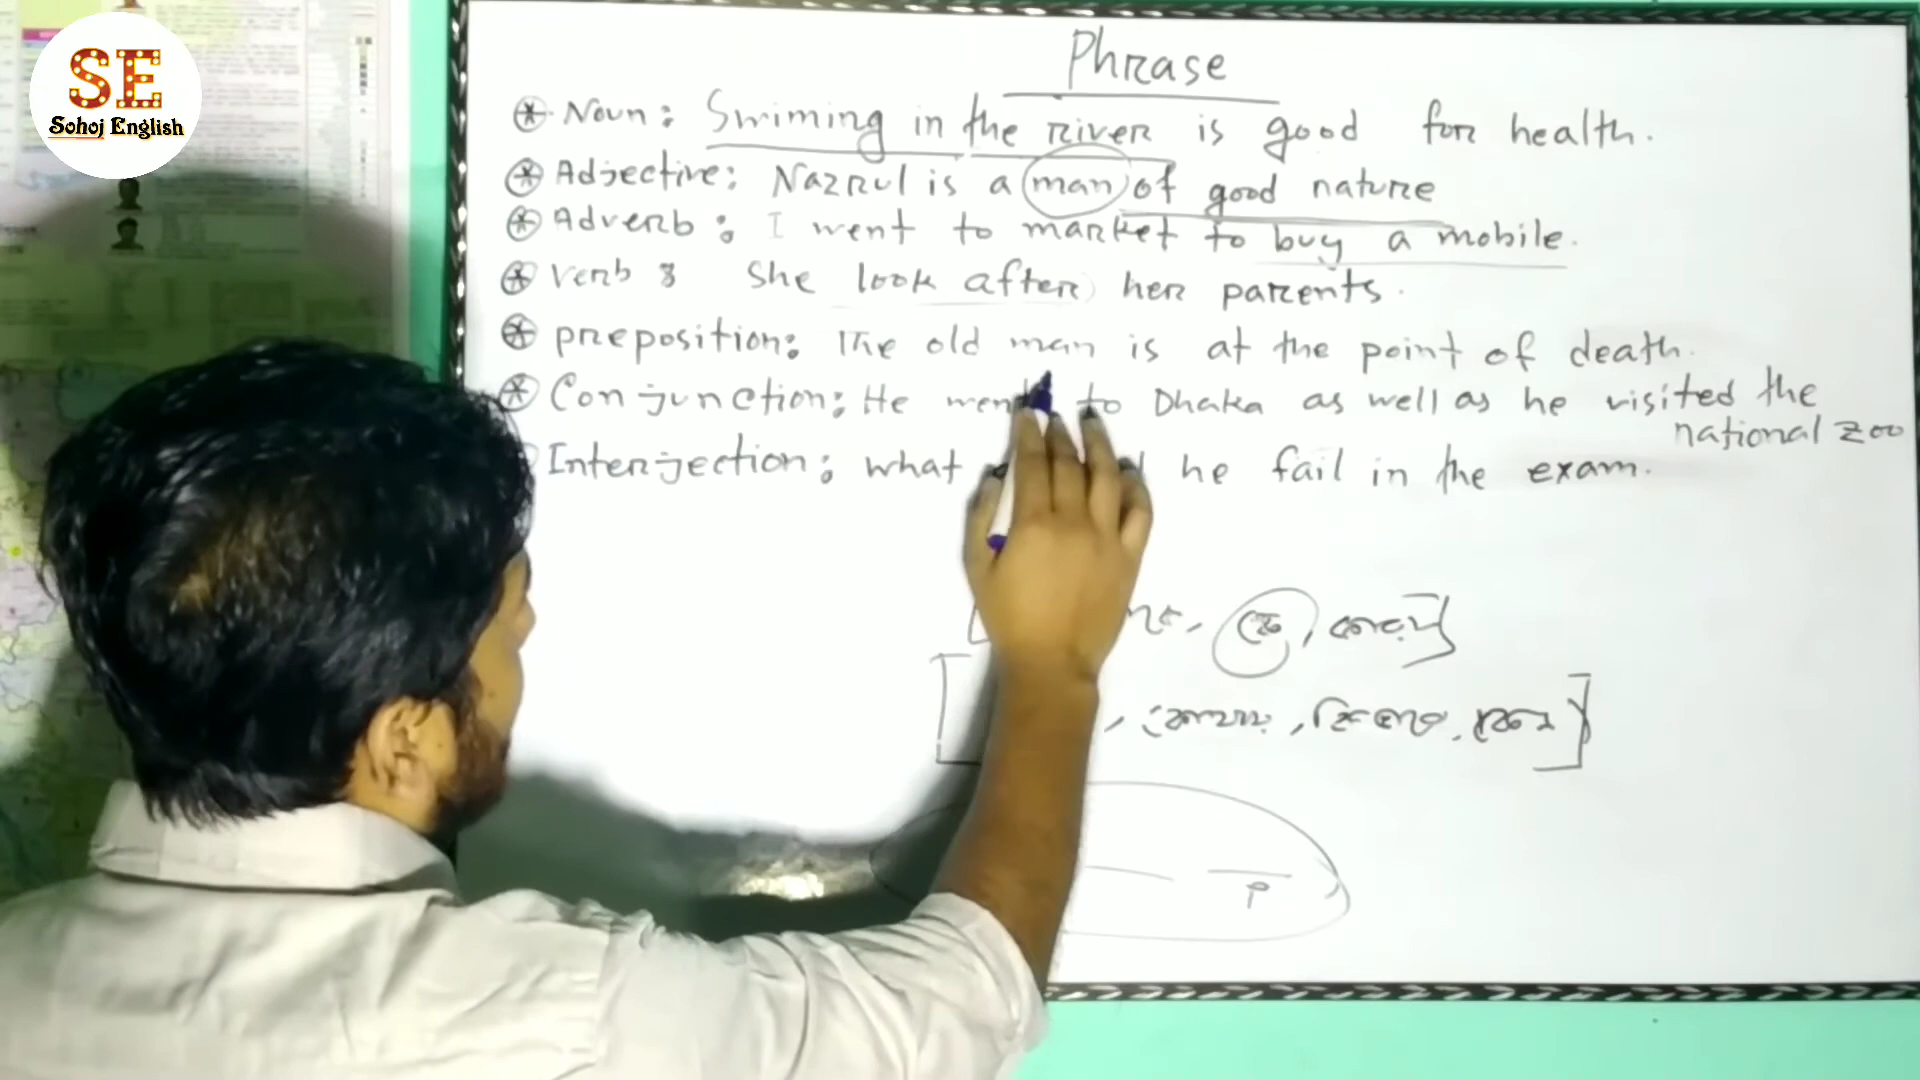 SE
Sohoj English
Phrase
Noun: Swiming in the river is good for health.
Adjective: Nazrul is a man of good nature
Adverb: I went to market to buy a mobile.
Verb: She look after her parents.
preposition: The old man is at the point of death.
Conjunction: He went to Dhaka as well as he visited the
national zoo
Interjection: what he fail in the exam.
P